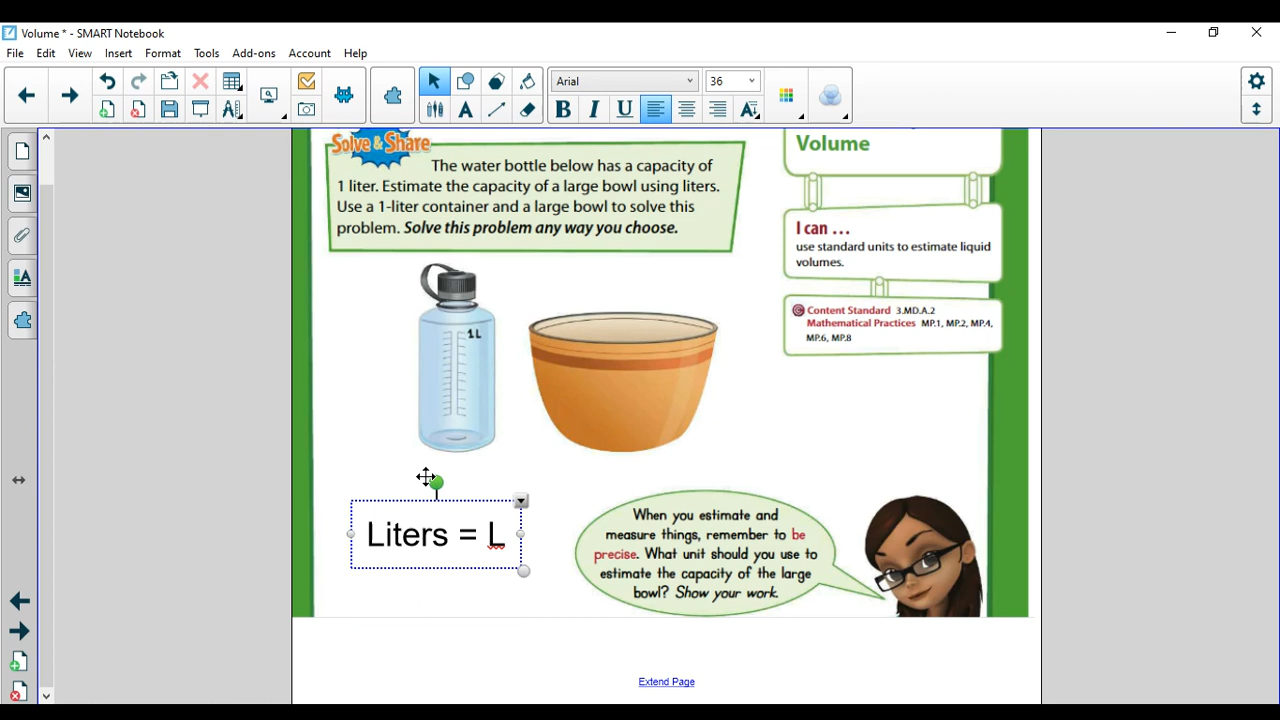 Volume * - SMART Notebook
File Edit View Insert Format Tools Add-ons Account Help
Arial 36
Solve & Share
The water bottle below has a capacity of
1 liter. Estimate the capacity of a large bowl using liters.
Use a 1-liter container and a large bowl to solve this
problem. Solve this problem any way you choose.
Volume
I can ...
use standard units to estimate liquid
volumes.
Content Standard 3.MD.A.2
Mathematical Practices MP.1, MP.2, MP.4,
MP.6, MP.8
1L
Liters = L
When you estimate and
measure things, remember to be
precise. What unit should you use to
estimate the capacity of the large
bowl? Show your work.
Extend Page